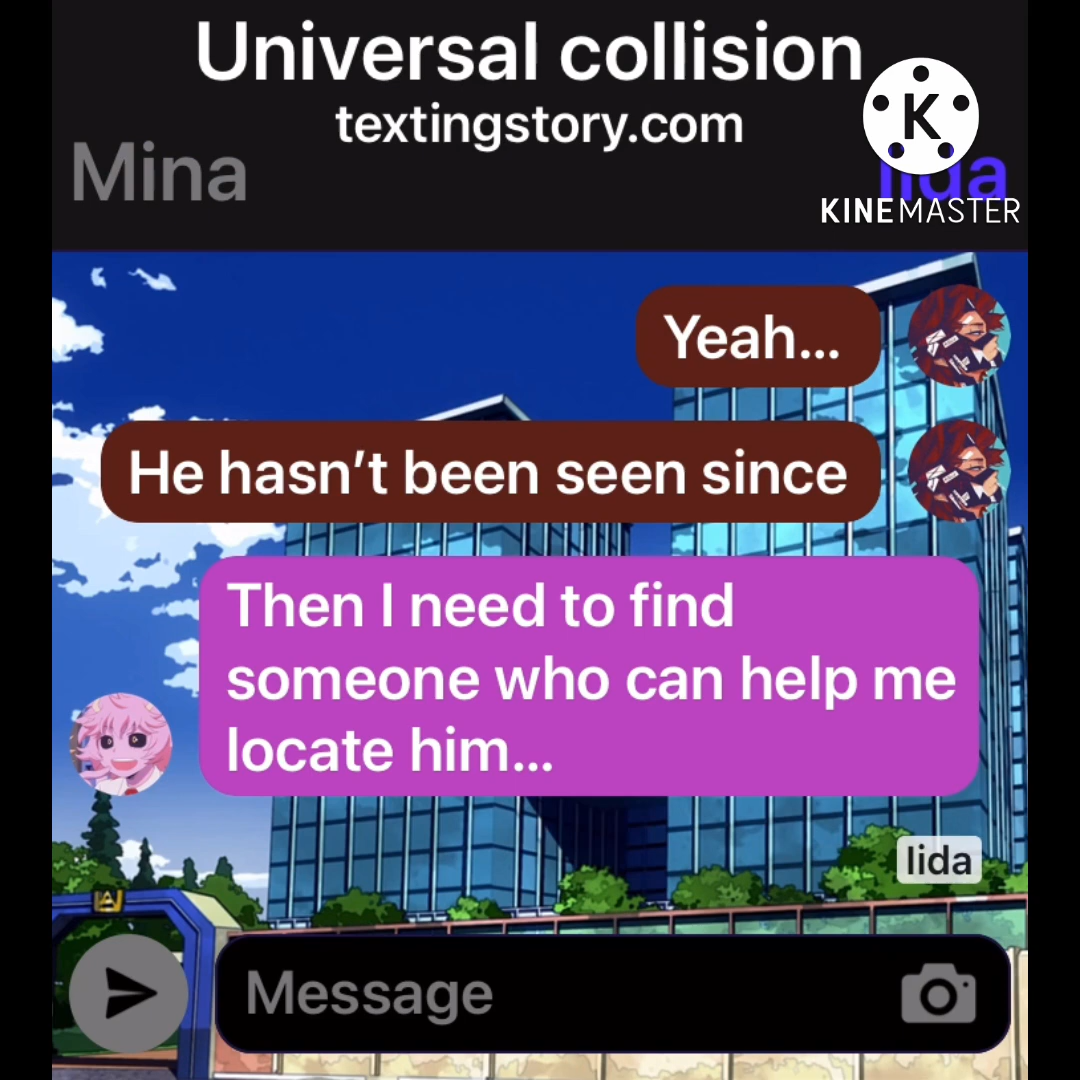 Universal collision
textingstory.com
K
Mina
Iida
KINEMASTER
Yeah...
He hasn’t been seen since
Then I need to find
someone who can help me
locate him...
Iida
Message